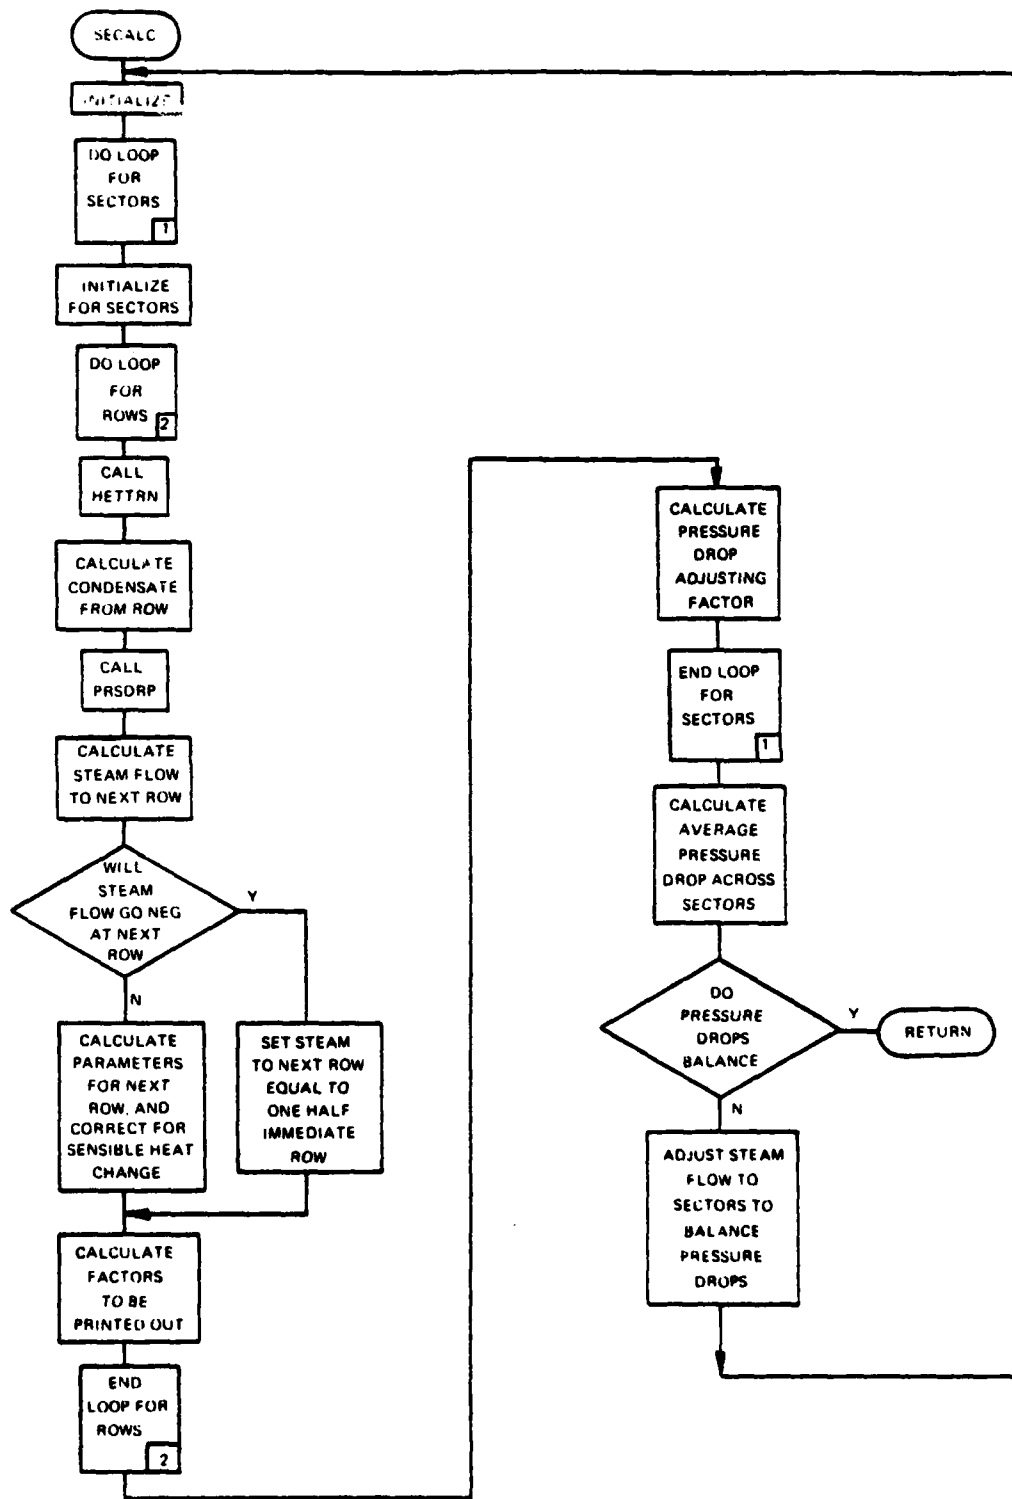 SECALC
INITIALIZE
DO LOOP
FOR
SECTORS
1
INITIALIZE
FOR SECTORS
DO LOOP
FOR
ROWS
2
CALL
HETTRN
CALCULATE
CONDENSATE
FROM ROW
CALL
PRSDRP
CALCULATE
STEAM FLOW
TO NEXT ROW
WILL
STEAM
FLOW GO NEG
AT NEXT
ROW
Y
N
CALCULATE
PARAMETERS
FOR NEXT
ROW, AND
CORRECT FOR
SENSIBLE HEAT
CHANGE
SET STEAM
TO NEXT ROW
EQUAL TO
ONE HALF
IMMEDIATE
ROW
CALCULATE
FACTORS
TO BE
PRINTED OUT
END
LOOP FOR
ROWS
2
CALCULATE
PRESSURE
DROP
ADJUSTING
FACTOR
END LOOP
FOR
SECTORS
1
CALCULATE
AVERAGE
PRESSURE
DROP ACROSS
SECTORS
DO
PRESSURE
DROPS
BALANCE
Y
RETURN
N
ADJUST STEAM
FLOW TO
SECTORS TO
BALANCE
PRESSURE
DROPS